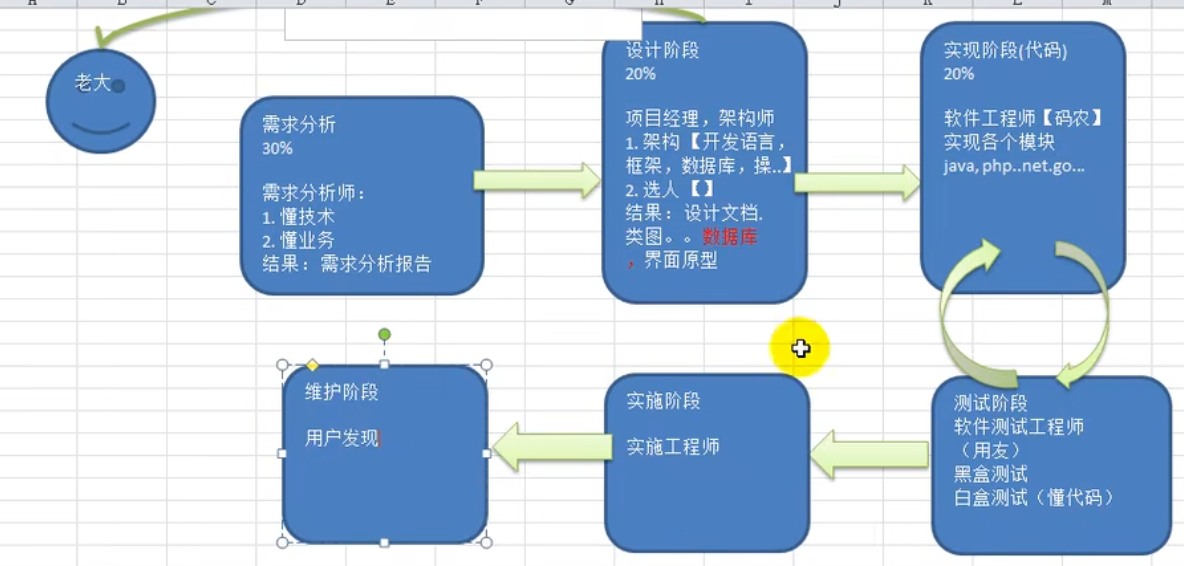 老大
需求分析
30%
需求分析师：
1. 懂技术
2. 懂业务
结果：需求分析报告
设计阶段
20%
项目经理，架构师
1. 架构【开发语言，
框架，数据库，操..】
2. 选人【】
结果：设计文档.
类图。。数据库
，界面原型
实现阶段(代码)
20%
软件工程师【码农】
实现各个模块
java, php..net.go...
测试阶段
软件测试工程师
（用友）
黑盒测试
白盒测试（懂代码）
实施阶段
实施工程师
维护阶段
用户发现